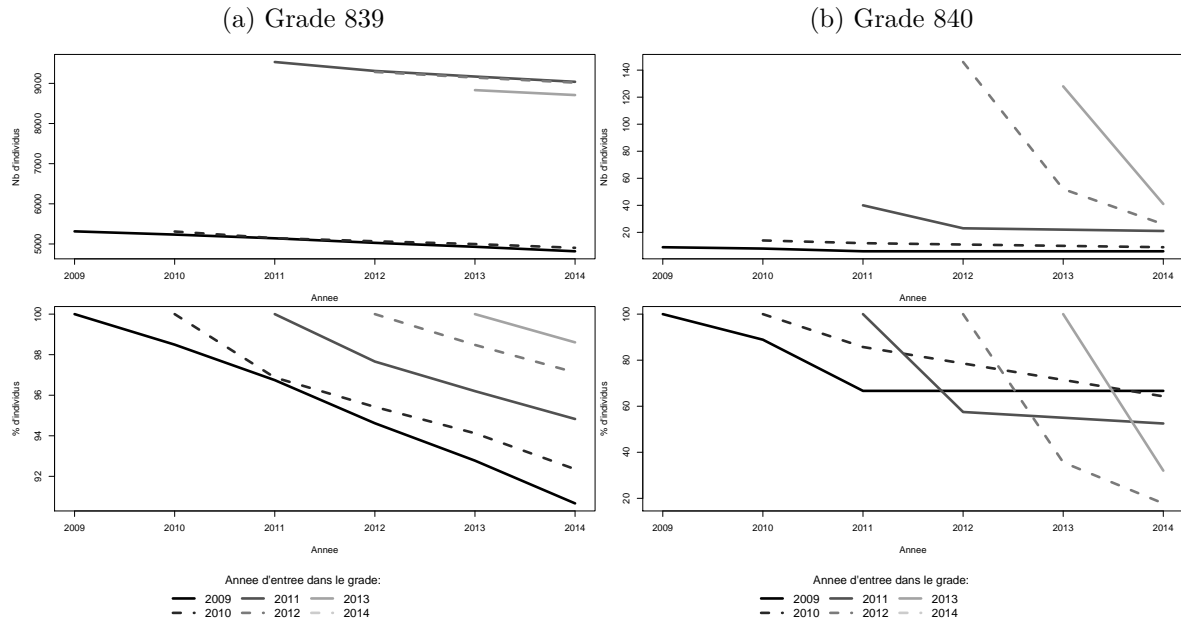 (a) Grade 839
(b) Grade 840
Nb d'individus
5000 6000 7000 8000 9000
2009 2010 2011 2012 2013 2014
Annee
Nb d'individus
20 40 60 80 100 120 140
2009 2010 2011 2012 2013 2014
Annee
% d'individus
92 94 96 98 100
2009 2010 2011 2012 2013 2014
Annee
% d'individus
20 40 60 80 100
2009 2010 2011 2012 2013 2014
Annee
Annee d'entree dans le grade:
2009 2011 2013
2010 2012 2014
Annee d'entree dans le grade:
2009 2011 2013
2010 2012 2014